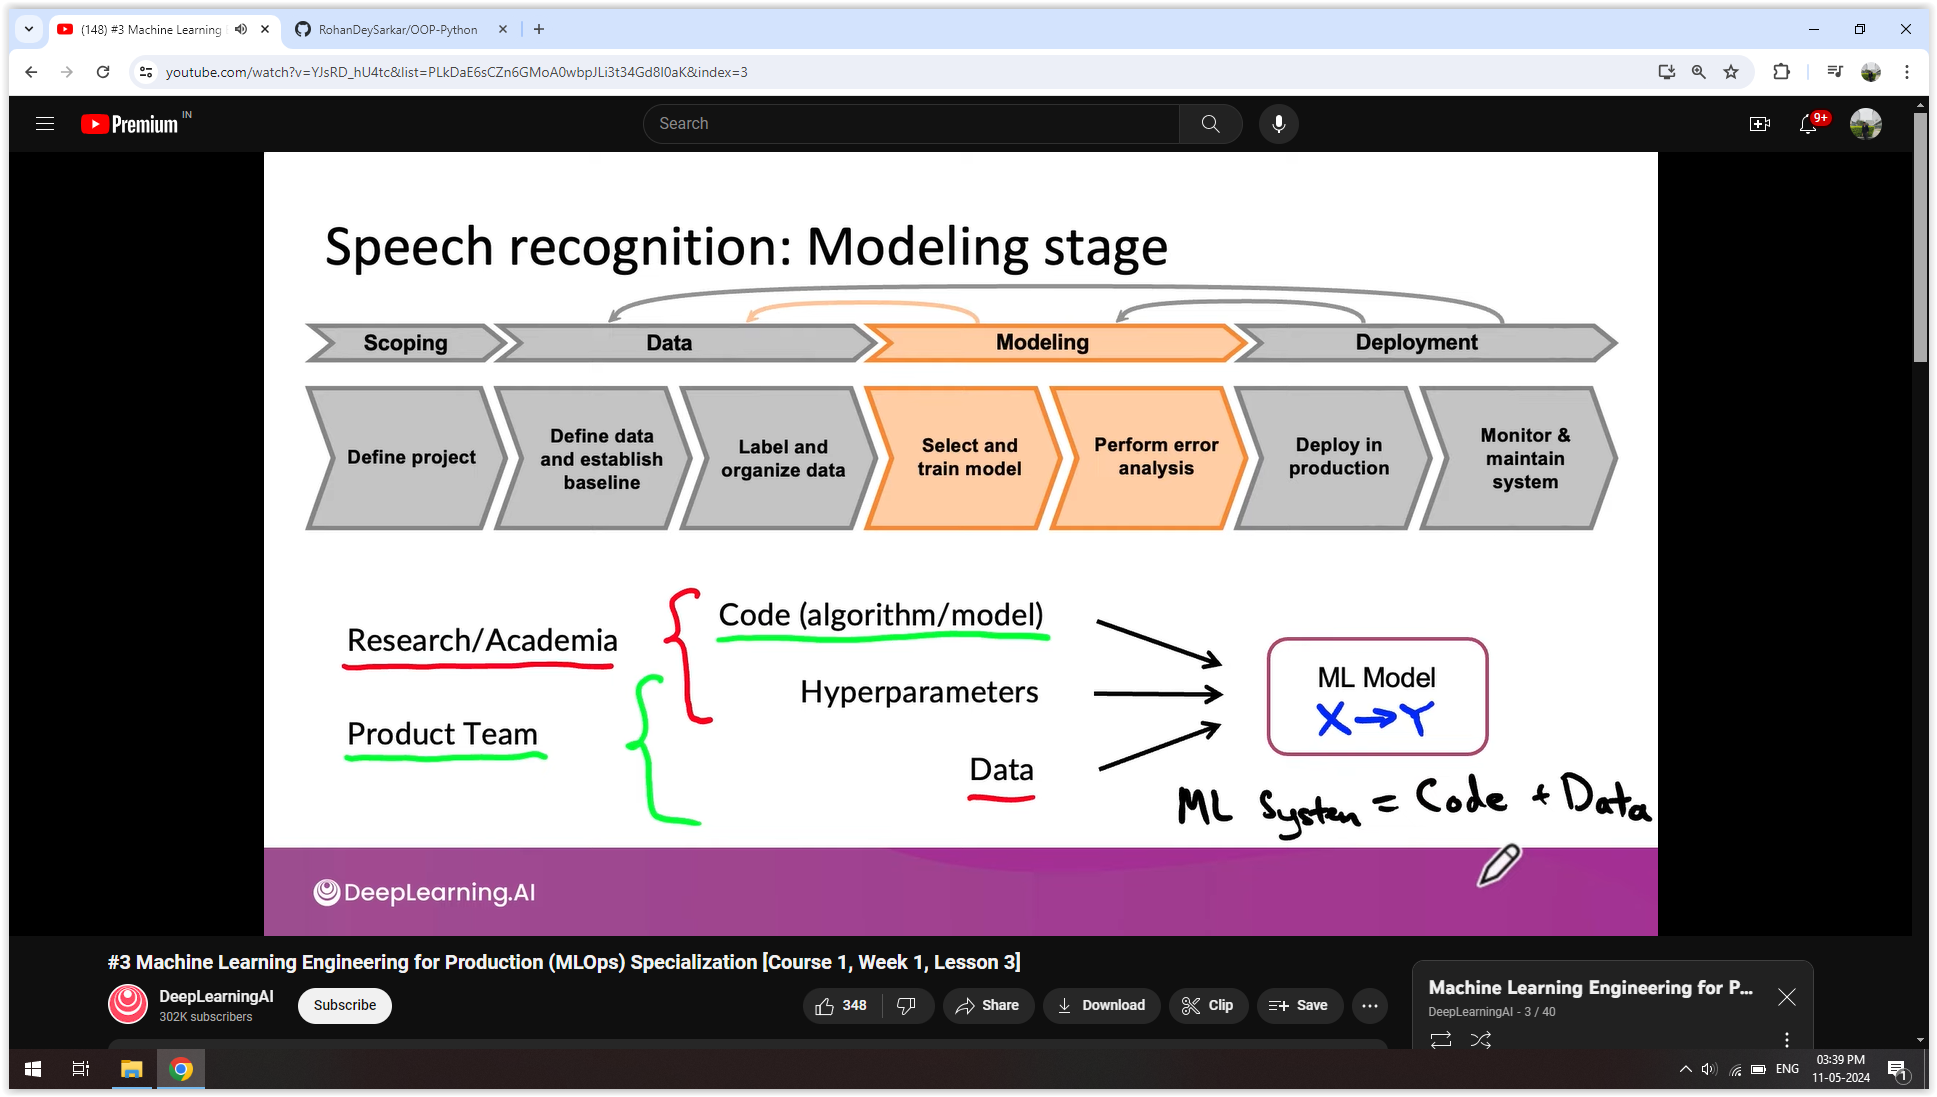 (148) #3 Machine Learning
RohanDeySarkar/OOP-Python
youtube.com/watch?v=YJsRD_hU4tc&list=PLkDaE6sCZn6GMoA0wbpJLi3t34Gd8l0aK&index=3
Premium IN
Search
9+
Speech recognition: Modeling stage
Scoping Data Modeling Deployment
Define project
Define data
and establish
baseline
Label and
organize data
Select and
train model
Perform error
analysis
Deploy in
production
Monitor &
maintain
system
Research/Academia
Product Team
Code (algorithm/model)
Hyperparameters
Data
ML Model
X → Y
ML System = Code + Data
DeepLearning.AI
#3 Machine Learning Engineering for Production (MLOps) Specialization [Course 1, Week 1, Lesson 3]
DeepLearningAI
302K subscribers
Subscribe
348
Share
Download
Clip
Save
Machine Learning Engineering for P...
DeepLearningAI - 3 / 40
ENG
03:39 PM
11-05-2024
1